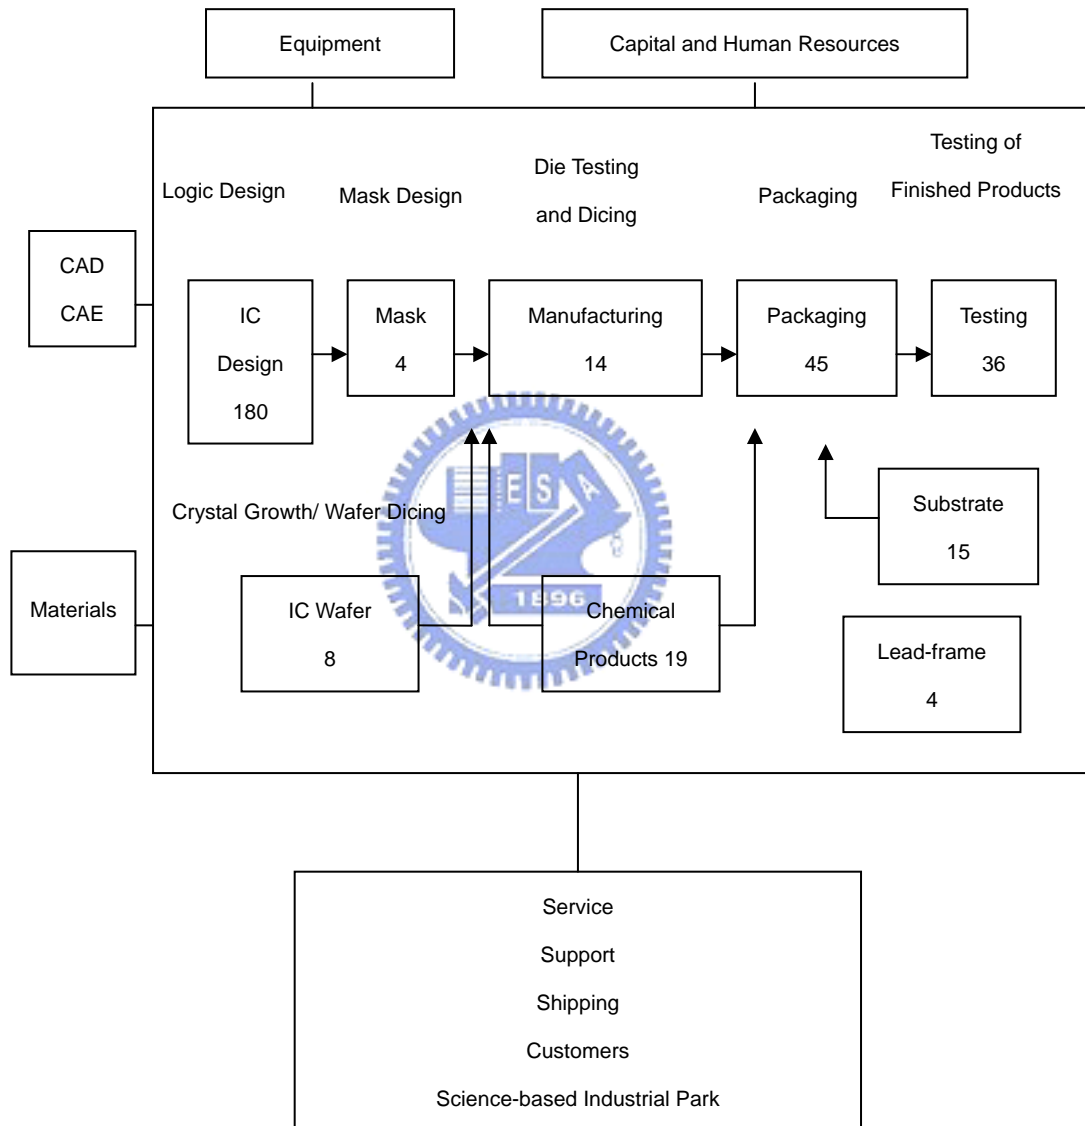 Equipment
Capital and Human Resources
Logic Design
Mask Design
Die Testing
and Dicing
Packaging
Testing of
Finished Products
CAD
CAE
IC
Design
180
Mask
4
Manufacturing
14
Packaging
45
Testing
36
E S A
Crystal Growth/ Wafer Dicing
Substrate
15
Materials
IC Wafer
8
1896
Chemical
Products 19
Lead-frame
4
Service
Support
Shipping
Customers
Science-based Industrial Park